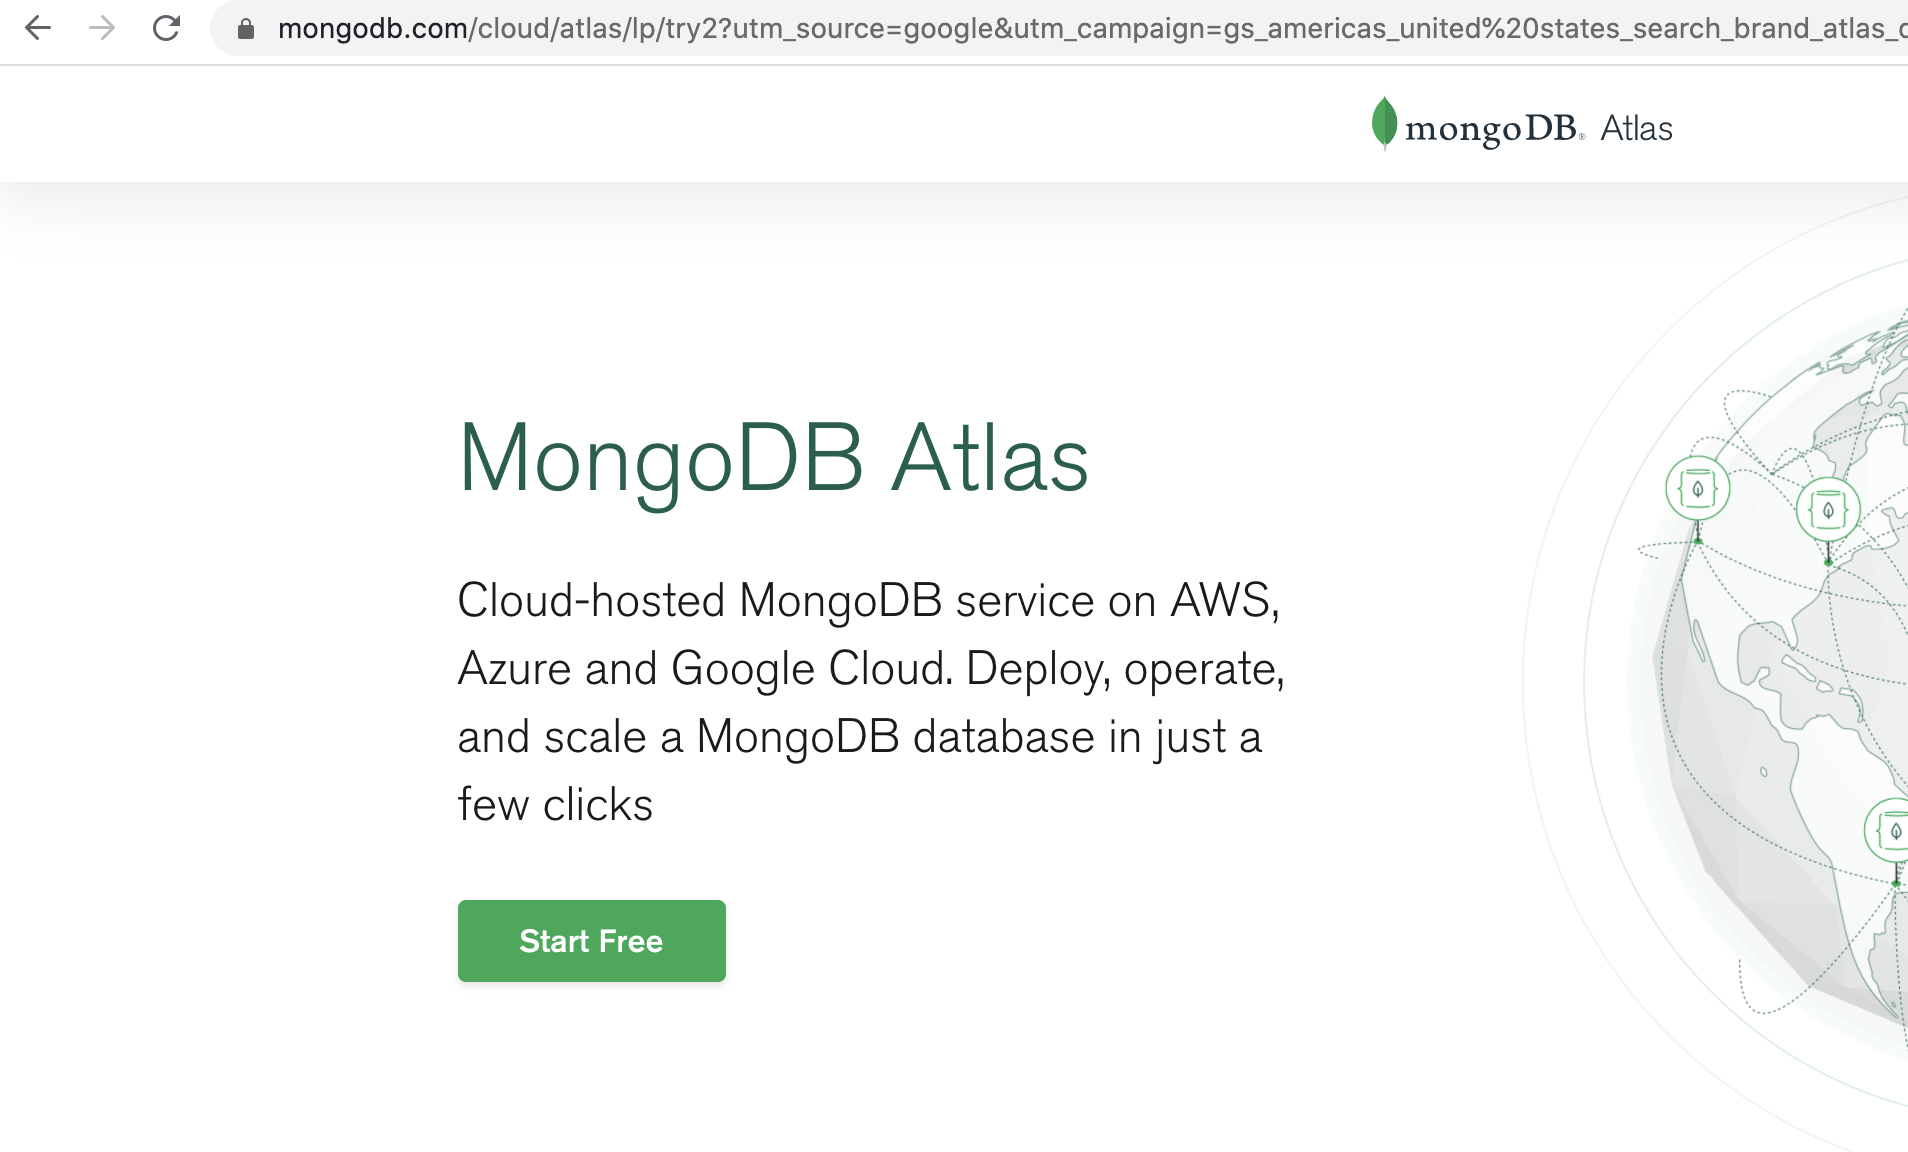 mongodb.com/cloud/atlas/lp/try2?utm_source=google&utm_campaign=gs_americas_united%20states_search_brand_atlas_
mongoDB® Atlas
MongoDB Atlas
Cloud-hosted MongoDB service on AWS,
Azure and Google Cloud. Deploy, operate,
and scale a MongoDB database in just a
few clicks
Start Free